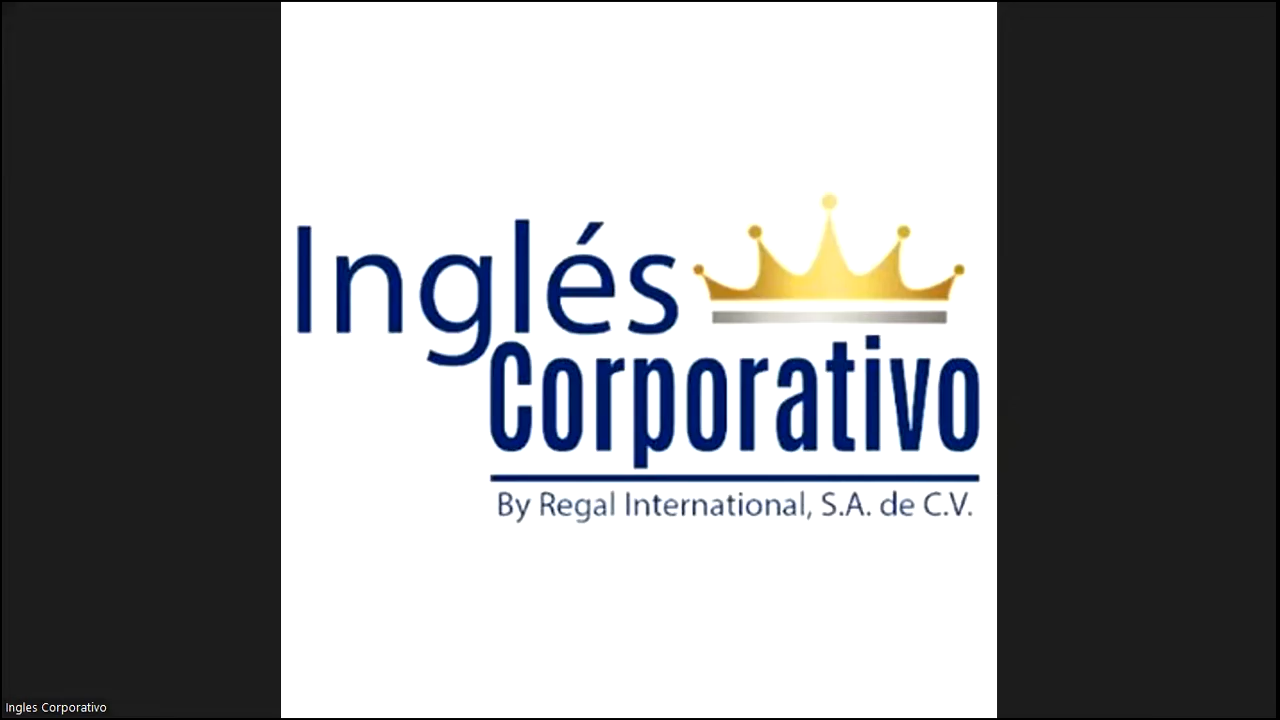 Inglés
Corporativo
By Regal International, S.A. de C.V.
Ingles Corporativo